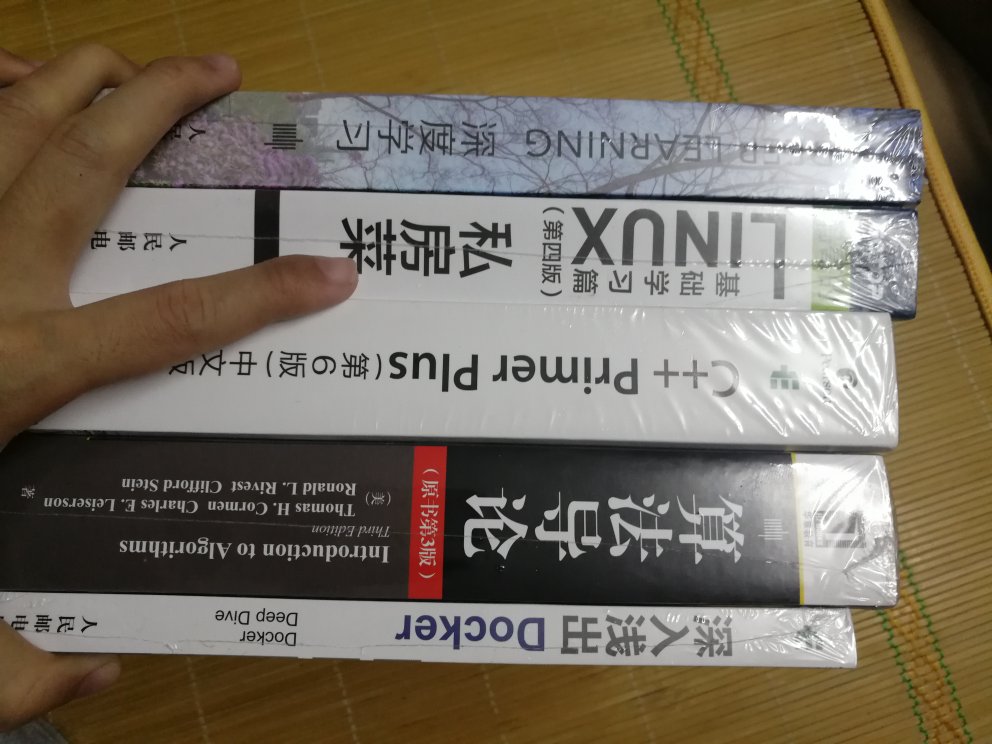 DEEP LEARNING 深度学习
人民
LINUX
基础学习篇
(第四版)
私房菜
人民邮电
C++ Primer Plus (第6版) 中文版
算法导论
(原书第3版)
Introduction to Algorithms
Third Edition
(美)
Thomas H. Cormen Charles E. Leiserson
Ronald L. Rivest Clifford Stein
著
深入浅出 Docker
Docker
Deep Dive
人民邮电